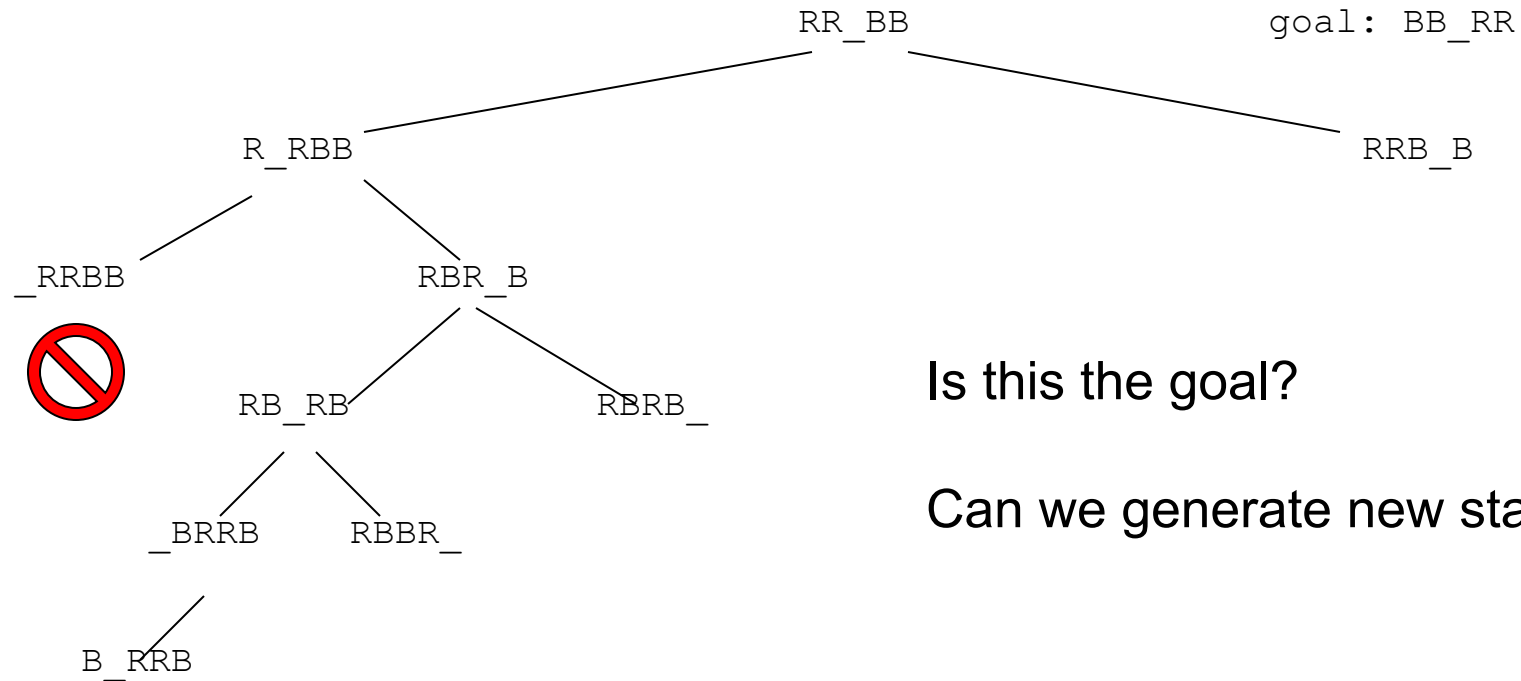 RR_BB
goal: BB_RR
R_RBB
RRB_B
_RRBB
RBR_B
Is this the goal?
RB_RB
RBRB_
Can we generate new sta
_BRRB
RBBR_
B_RRB